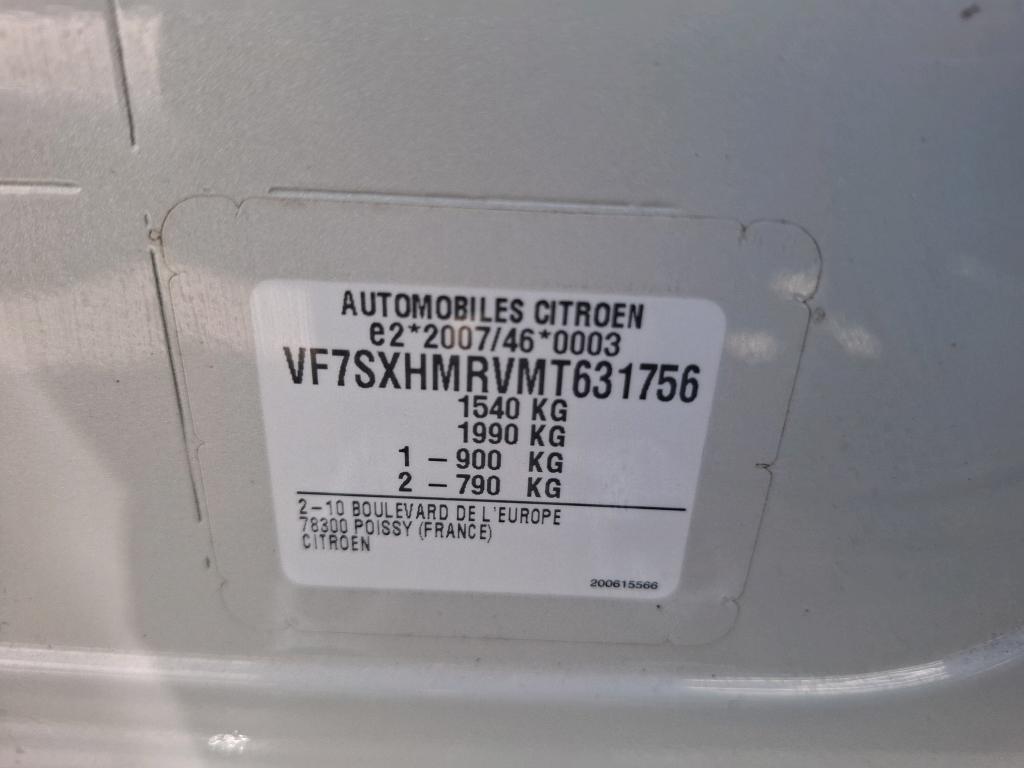 AUTOMOBILES CITROEN
e2*2007/46*0003
VF7SXHMRVMT631756
1540 KG
1990 KG
1 - 900 KG
2 - 790 KG
2-10 BOULEVARD DE L'EUROPE
78300 POISSY (FRANCE)
CITROEN
200615566